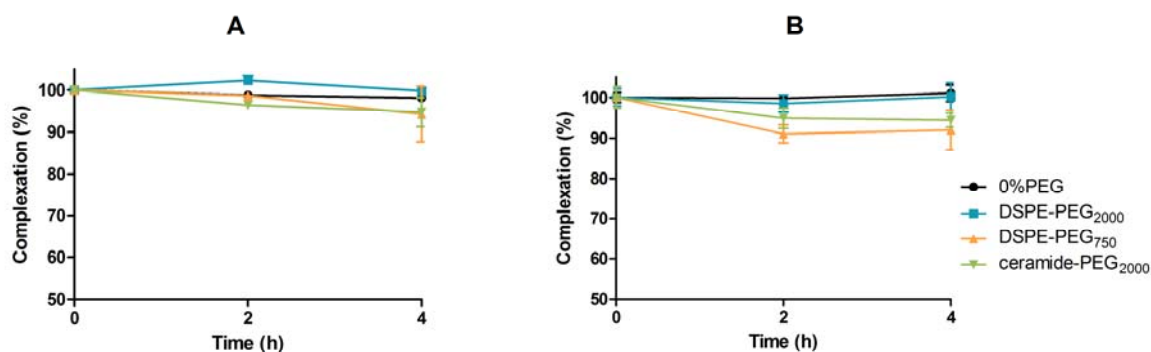 A
Complexation (%)
100
90
80
70
60
50
0
2
4
Time (h)
B
Complexation (%)
100
90
80
70
60
50
0
2
4
Time (h)
0%PEG
DSPE-PEG₂₀₀₀
DSPE-PEG₇₅₀
ceramide-PEG₂₀₀₀